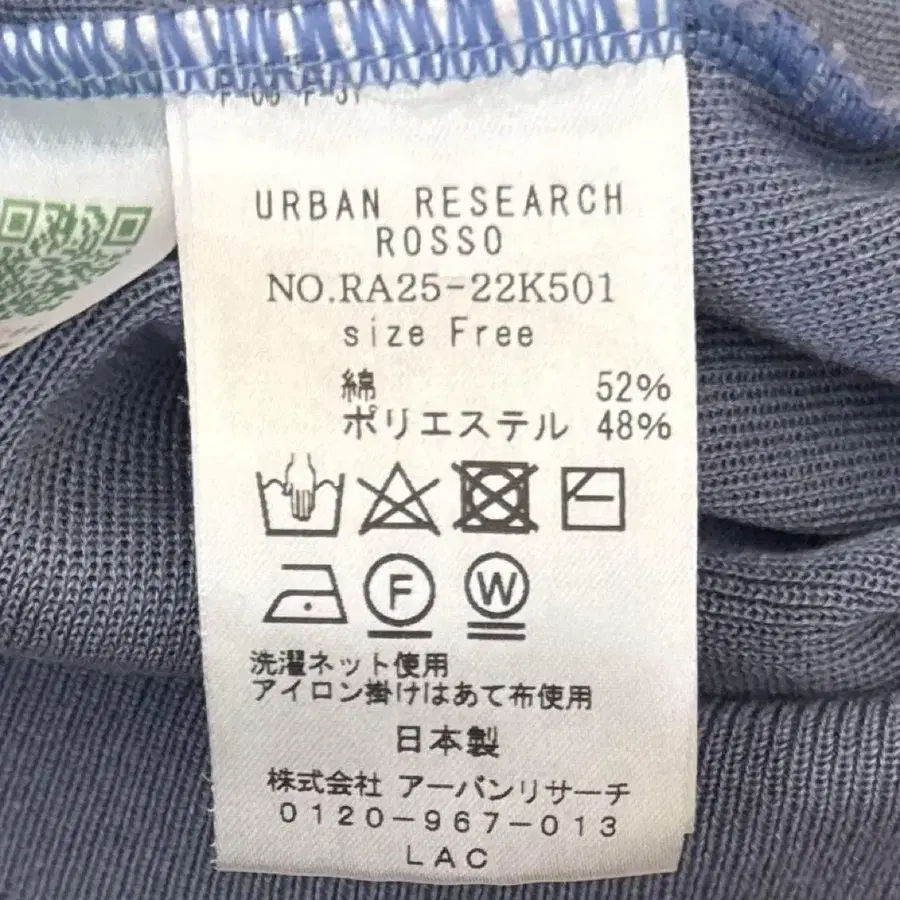 URBAN RESEARCH
ROSSO
NO.RA25-22K501
size Free
綿 52%
ポリエステル 48%
F W
洗濯ネット使用
アイロン掛けはあて布使用
日本製
株式会社 アーバンリサーチ
0120-967-013
LAC